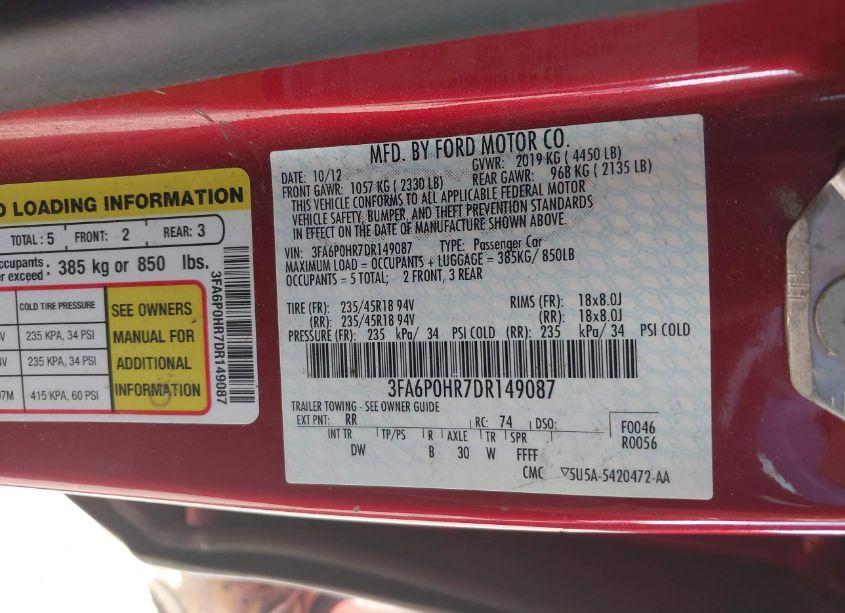 D LOADING INFORMATION
TOTAL : 5 FRONT: 2 REAR: 3
ccupants
er exceed : 385 kg or 850 lbs.
COLD TIRE PRESSURE
SEE OWNERS
MANUAL FOR
ADDITIONAL
INFORMATION
235 KPA, 34 PSI
235 KPA, 34 PSI
415 KPA, 60 PSI
3FA6P0HR7DR149087
MFD. BY FORD MOTOR CO.
DATE: 10/12 GVWR: 2019 KG ( 4450 LB)
FRONT GAWR: 1057 KG ( 2330 LB) REAR GAWR: 968 KG ( 2135 LB)
THIS VEHICLE CONFORMS TO ALL APPLICABLE FEDERAL MOTOR
VEHICLE SAFETY, BUMPER, AND THEFT PREVENTION STANDARDS
IN EFFECT ON THE DATE OF MANUFACTURE SHOWN ABOVE.
VIN: 3FA6P0HR7DR149087 TYPE: Passenger Car
MAXIMUM LOAD = OCCUPANTS + LUGGAGE = 385KG/ 850LB
OCCUPANTS = 5 TOTAL; 2 FRONT, 3 REAR
TIRE (FR): 235/45R18 94V RIMS (FR): 18x8.0J
(RR): 235/45R18 94V (RR): 18x8.0J
PRESSURE (FR): 235 kPa/ 34 PSI COLD (RR): 235 kPa/ 34 PSI COLD
3FA6P0HR7DR149087
TRAILER TOWING - SEE OWNER GUIDE
EXT PNT: RR RC: 74 DSO: F0046
R0056
INT TR TP/PS R AXLE TR SPR
DW B 30 W FFFF
CMC ▽5U5A-5420472-AA